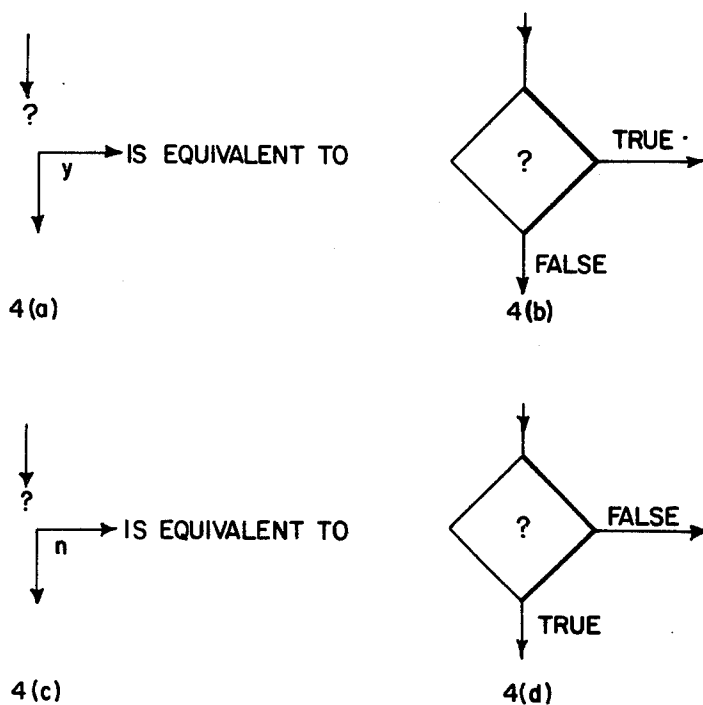 ?
y
IS EQUIVALENT TO
4(a)
?
TRUE
FALSE
4(b)
?
n
IS EQUIVALENT TO
4(c)
?
FALSE
TRUE
4(d)